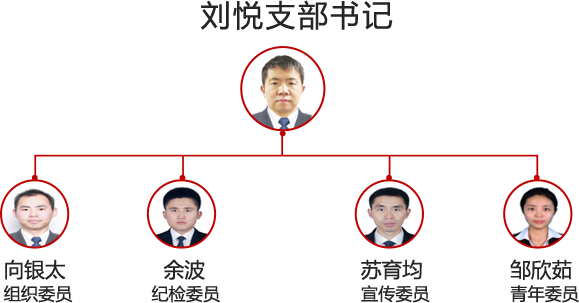 刘悦支部书记
向银太
组织委员
余波
纪检委员
苏育均
宣传委员
邹欣茹
青年委员